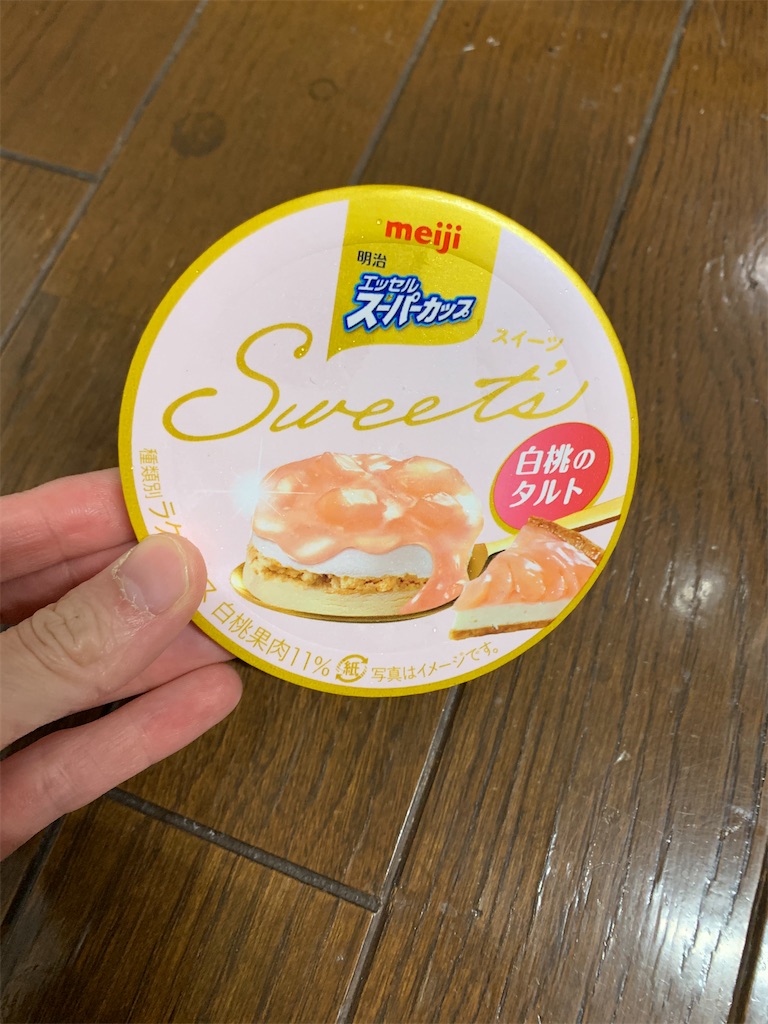 meiji
明治
エッセル
スーパーカップ
スイーツ
Sweet's
白桃の
タルト
種類別 ラク
ス
白桃果肉11%
紙
写真はイメージです。